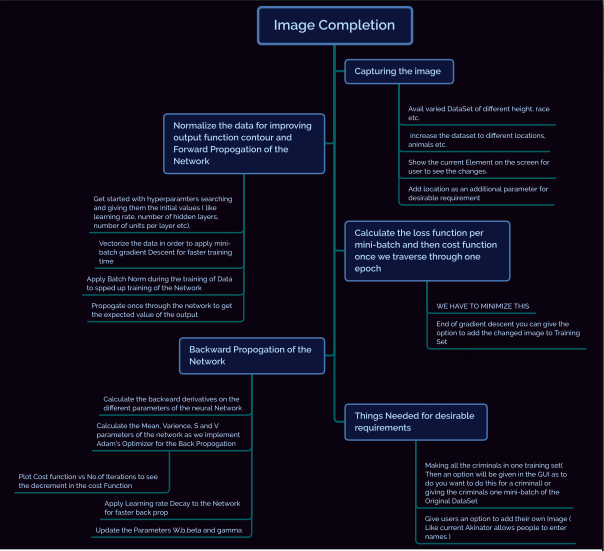 Image Completion
Capturing the image
Avail varied DataSet of different height, race
etc.
increase the dataset to different locations,
animals etc.
Show the current Element on the screen for
user to see the changes.
Add location as an additional parameter for
desirable requirement
Normalize the data for improving
output function contour and
Forward Propogation of the
Network
Get started with hyperparamters searching
and giving them the initial values ( like
learning rate, number of hidden layers,
number of units per layer etc).
Vectorize the data in order to apply mini-
batch gradient Descent for faster training
time
Apply Batch Norm during the training of Data
to spped up training of the Network
Propogate once through the network to get
the expected value of the output
Calculate the loss function per
mini-batch and then cost function
once we traverse through one
epoch
WE HAVE TO MINIMIZE THIS
End of gradient descent you can give the
option to add the changed image to Training
Set
Backward Propogation of the
Network
Calculate the backward derivatives on the
different parameters of the neural Network
Calculate the Mean, Varience, S and V
parameters of the network as we implement
Adam's Optimizer for the Back Propogation
Plot Cost function vs No.of Iterations to see
the decrement in the cost Function
Apply Learning rate Decay to the Network
for faster back prop
Update the Parameters W,b,beta and gamma
Things Needed for desirable
requirements
Making all the criminals in one training set(
Then an option will be given in the GUI as to
do you want to do this for a criminal) or
giving the criminals one mini-batch of the
Original DataSet
Give users an option to add their own Image (
Like current Akinator allows people to enter
names )